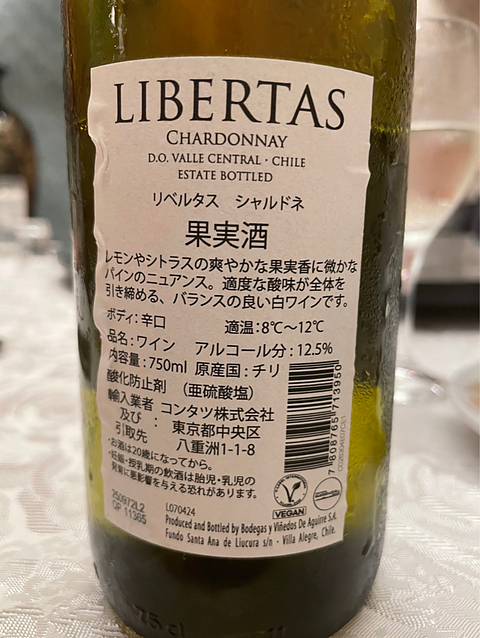 LIBERTAS
CHARDONNAY
D.O. VALLE CENTRAL · CHILE
ESTATE BOTTLED
リベルタス シャルドネ
果実酒
レモンやシトラスの爽やかな果実香に微かな
パインのニュアンス。適度な酸味が全体を
引き締める、バランスの良い白ワインです。
ボディ:辛口 適温:8℃~12℃
品名:ワイン アルコール分:12.5%
内容量:750ml 原産国:チリ
酸化防止剤 (亜硫酸塩)
輸入業者 コンタツ株式会社
及び : 東京都中央区
引取先 八重洲1-1-8
・お酒は20歳になってから。
・妊娠・授乳期の飲酒は胎児・乳児の
発育に悪影響を与える恐れがあります。
7 808765 713950
VEGAN
L070424
Produced and Bottled by Bodegas y Viñedos De Aguirre S.A.
Fundo Santa Ana de Liucura s/n - Villa Alegre, Chile.